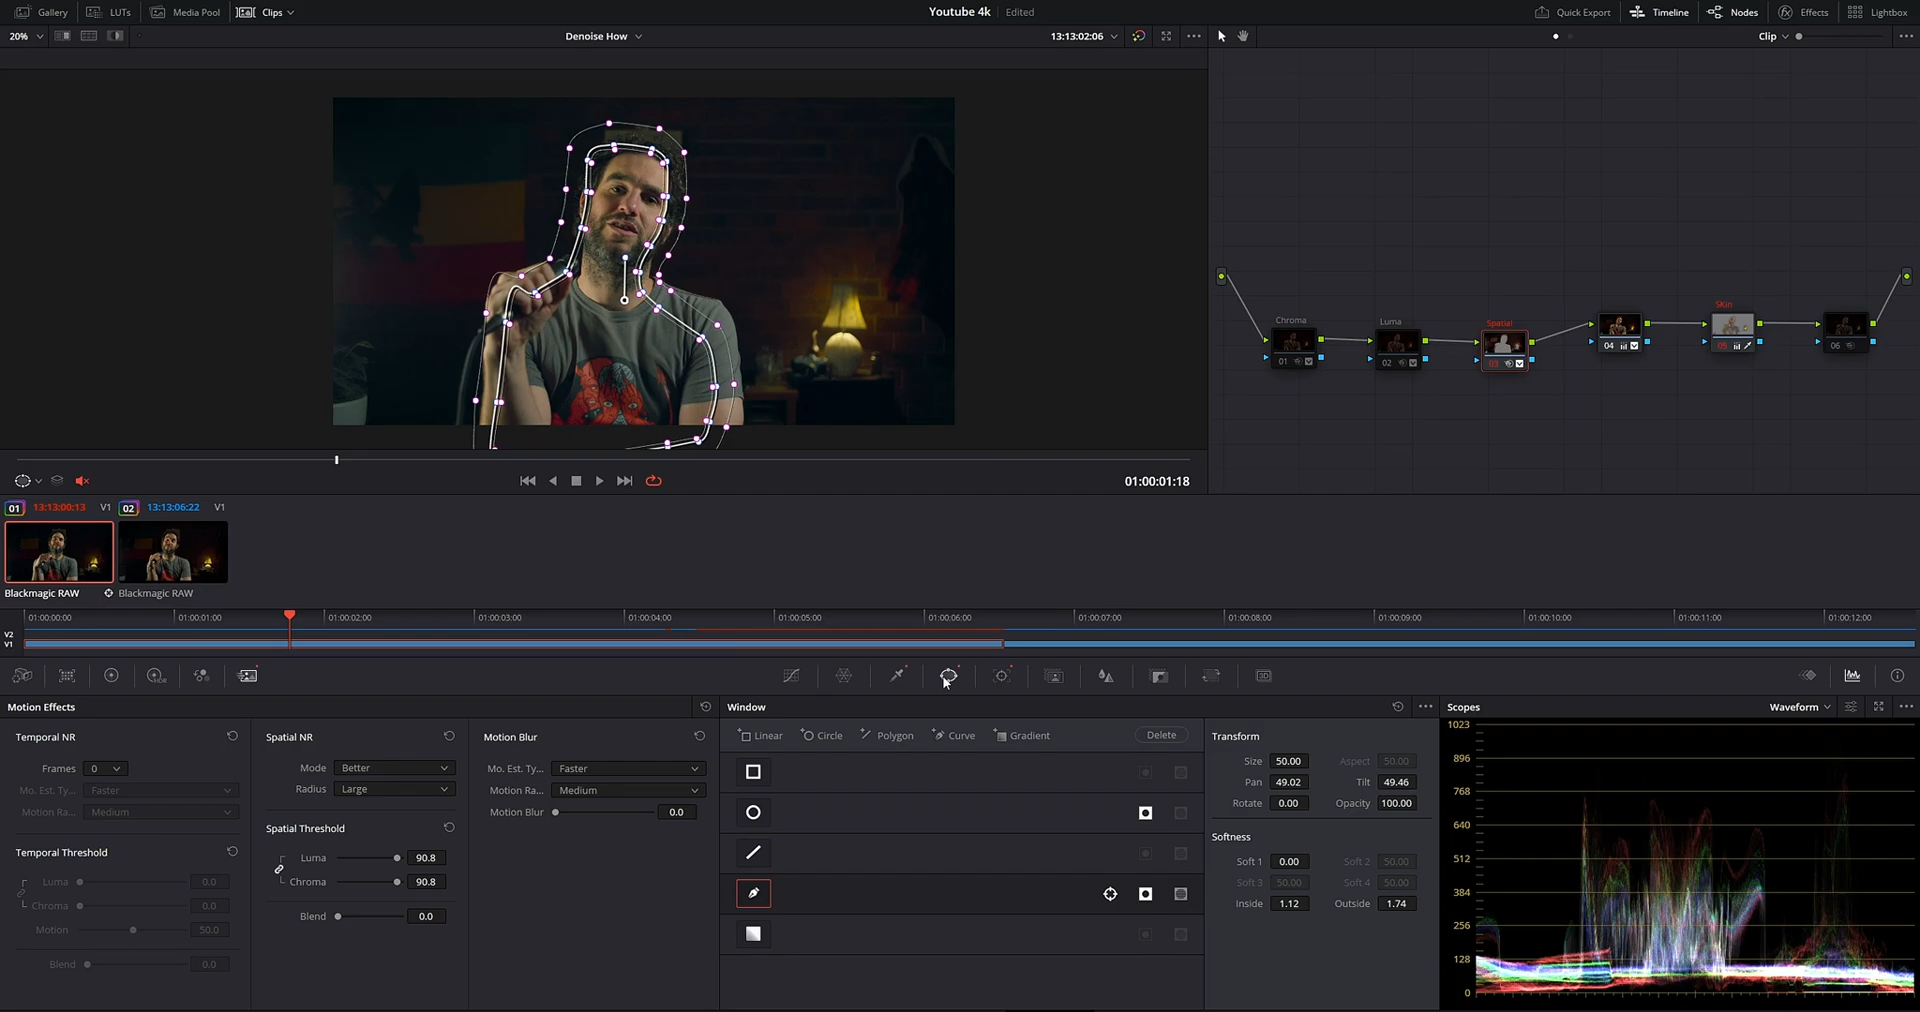 Gallery LUTs Media Pool Clips Youtube 4k Edited Quick Export Timeline Nodes Effects Lightbox
20% Denoise How 13:13:02:06 Clip
Chroma
01
Luma
02
Spatial
03
04
Skin
05
06
01:00:01:18
01 13:13:00:13 V1 02 13:13:06:22 V1
Blackmagic RAW Blackmagic RAW
01:00:00:00 01:00:01:00 01:00:02:00 01:00:03:00 01:00:04:00 01:00:05:00 01:00:06:00 01:00:07:00 01:00:08:00 01:00:09:00 01:00:10:00 01:00:11:00 01:00:12:00
V2
V1
HDR
3D
Motion Effects
Temporal NR
Frames 0
Mo. Est. Ty... Faster
Motion Ra... Medium
Temporal Threshold
Luma 0.0
Chroma 0.0
Motion 50.0
Blend 0.0
Spatial NR
Mode Better
Radius Large
Spatial Threshold
Luma 90.8
Chroma 90.8
Blend 0.0
Motion Blur
Mo. Est. Ty... Faster
Motion Ra... Medium
Motion Blur 0.0
Window
Linear Circle Polygon Curve Gradient Delete
Transform
Size 50.00 Aspect 50.00
Pan 49.02 Tilt 49.46
Rotate 0.00 Opacity 100.00
Softness
Soft 1 0.00 Soft 2 50.00
Soft 3 50.00 Soft 4 50.00
Inside 1.12 Outside 1.74
Scopes Waveform
1023
896
768
640
512
384
256
128
0